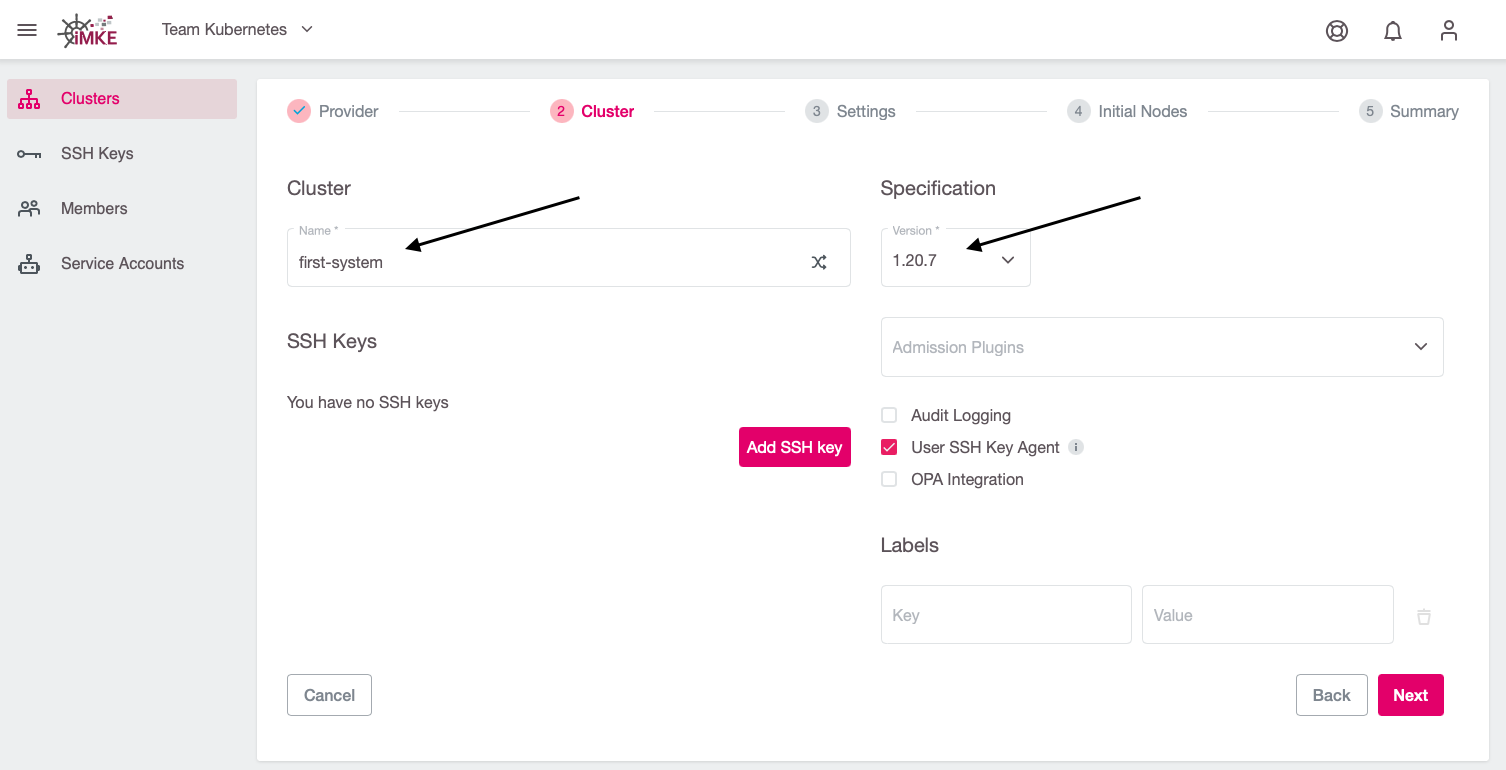 iMKE
Team Kubernetes
Clusters
SSH Keys
Members
Service Accounts
Provider
2 Cluster
3 Settings
4 Initial Nodes
5 Summary
Cluster
Name *
first-system
SSH Keys
You have no SSH keys
Add SSH key
Specification
Version *
1.20.7
Admission Plugins
Audit Logging
User SSH Key Agent i
OPA Integration
Labels
Key
Value
Cancel
Back
Next